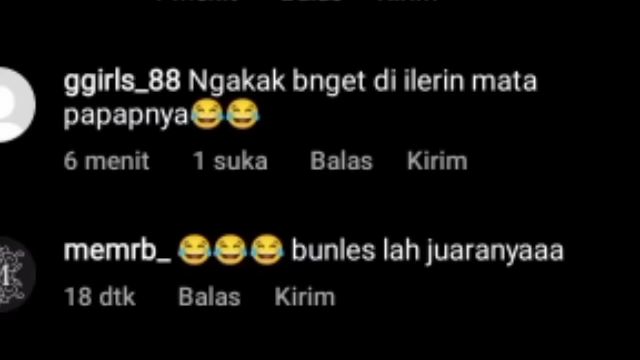 ggirls_88 Ngakak bnget di ilerin mata
papapnya😂😂
6 menit 1 suka Balas Kirim
memrb_ 😂😂😂 bunles lah juaranyaaa
18 dtk Balas Kirim